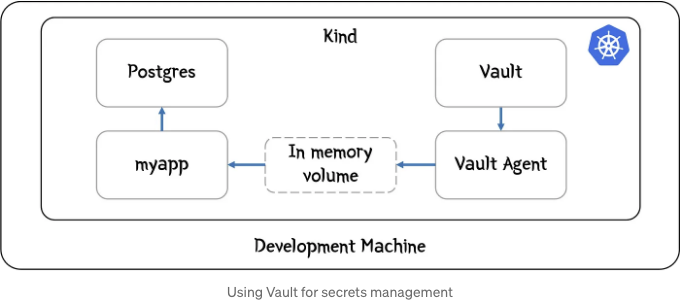 Kind
Postgres
Vault
myapp
In memory
volume
Vault Agent
Development Machine
Using Vault for secrets management